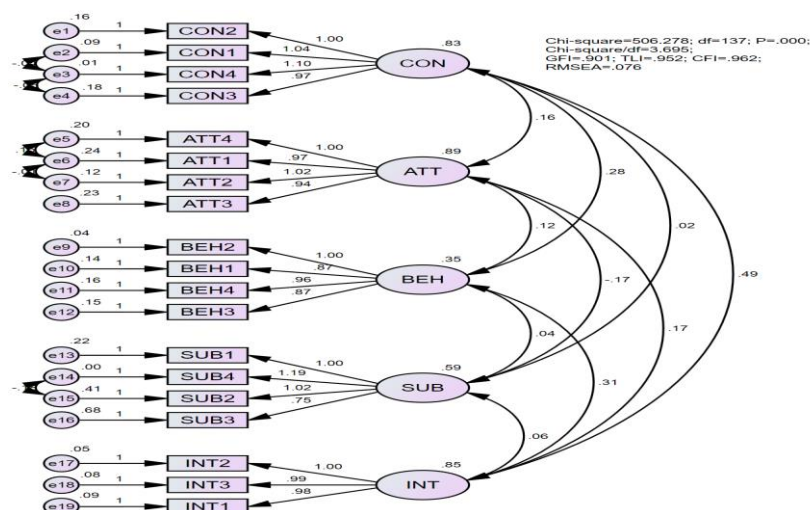 .16
e1 1 CON2 1.00 .83
.09
e2 1 CON1 1.04
.01
e3 1 CON4 1.10 CON
.18
e4 1 CON3 .97
Chi-square=506.278; df=137; P=.000;
Chi-square/df=3.695;
GFI=.901; TLI=.952; CFI=.962;
RMSEA=.076
.16
.20
e5 1 ATT4 1.00 .89
.24
e6 1 ATT1 .97
.12
e7 1 ATT2 1.02 ATT
.23
e8 1 ATT3 .94
.28
.12
.02
.04
e9 1 BEH2 1.00 .35
.14
e10 1 BEH1 .87
.16
e11 1 BEH4 .96 BEH
.15
e12 1 BEH3 .87
-.17
.49
.04
.17
.22
e13 1 SUB1 1.00 .59
.00
e14 1 SUB4 1.19
.41
e15 1 SUB2 1.02 SUB
.68
e16 1 SUB3 .75
.31
.06
.05
e17 1 INT2 1.00 .85
.08
e18 1 INT3 .99 INT
.09
e19 1 INT1 .98